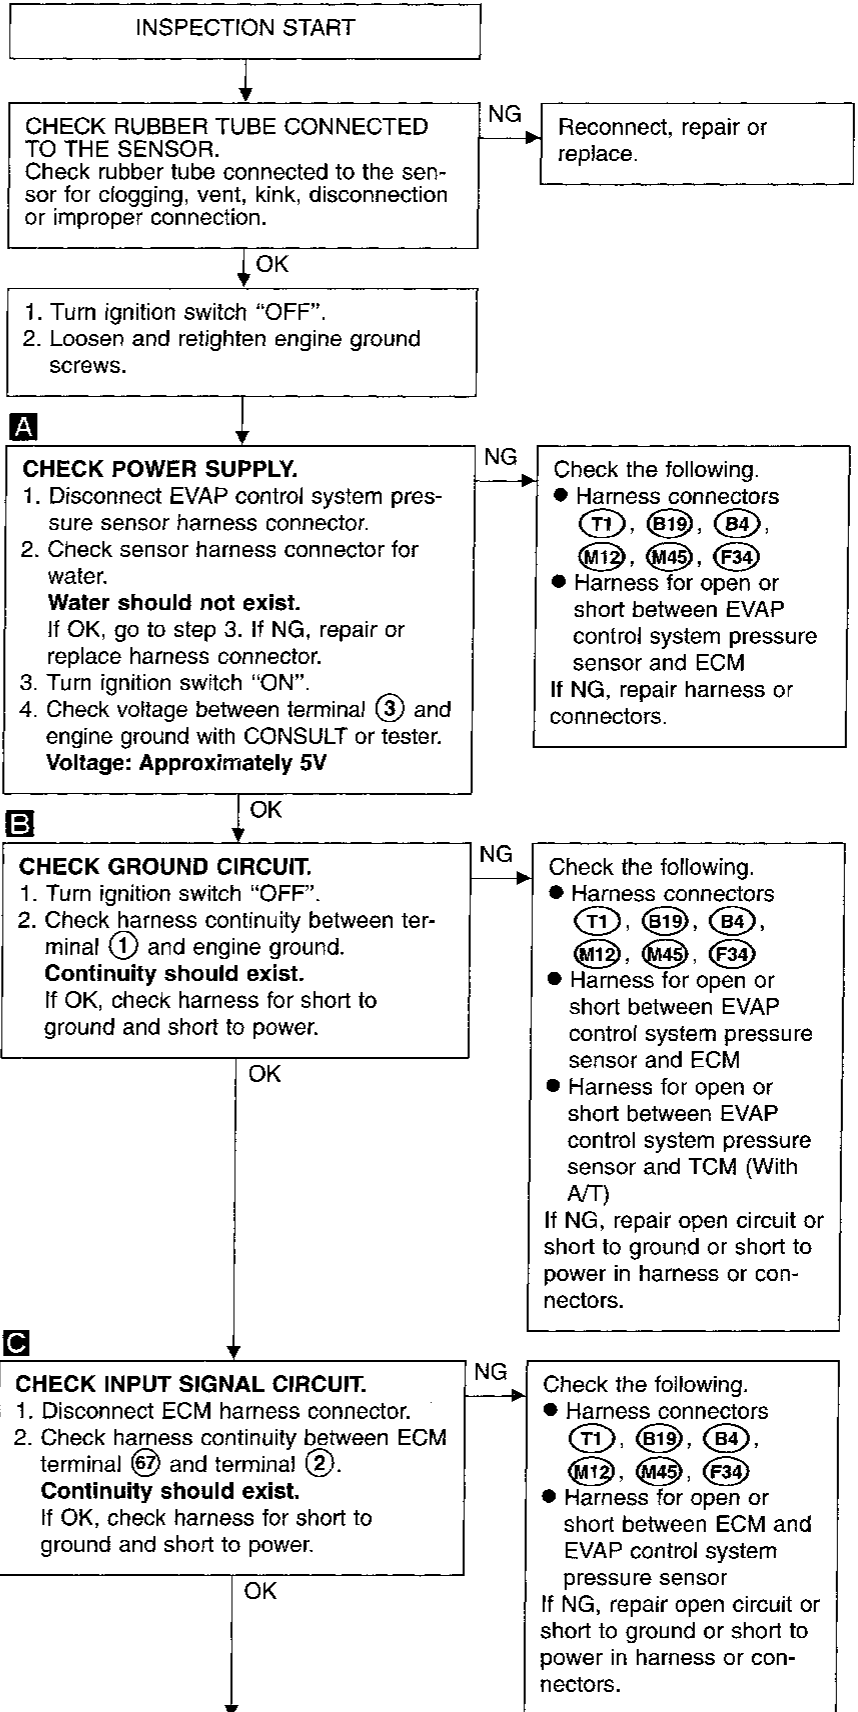 INSPECTION START
CHECK RUBBER TUBE CONNECTED
TO THE SENSOR.
Check rubber tube connected to the sen-
sor for clogging, vent, kink, disconnection
or improper connection.
NG
Reconnect, repair or
replace.
OK
1. Turn ignition switch “OFF”.
2. Loosen and retighten engine ground
screws.
A
CHECK POWER SUPPLY.
1. Disconnect EVAP control system pres-
sure sensor harness connector.
2. Check sensor harness connector for
water.
Water should not exist.
If OK, go to step 3. If NG, repair or
replace harness connector.
3. Turn ignition switch “ON”.
4. Check voltage between terminal 3 and
engine ground with CONSULT or tester.
Voltage: Approximately 5V
NG
Check the following.
● Harness connectors
T1, B19, B4,
M12, M45, F34
● Harness for open or
short between EVAP
control system pressure
sensor and ECM
If NG, repair harness or
connectors.
OK
B
CHECK GROUND CIRCUIT.
1. Turn ignition switch “OFF”.
2. Check harness continuity between ter-
minal 1 and engine ground.
Continuity should exist.
If OK, check harness for short to
ground and short to power.
NG
Check the following.
● Harness connectors
T1, B19, B4,
M12, M45, F34
● Harness for open or
short between EVAP
control system pressure
sensor and ECM
● Harness for open or
short between EVAP
control system pressure
sensor and TCM (With
A/T)
If NG, repair open circuit or
short to ground or short to
power in harness or con-
nectors.
OK
C
CHECK INPUT SIGNAL CIRCUIT.
1. Disconnect ECM harness connector.
2. Check harness continuity between ECM
terminal 67 and terminal 2.
Continuity should exist.
If OK, check harness for short to
ground and short to power.
NG
Check the following.
● Harness connectors
T1, B19, B4,
M12, M45, F34
● Harness for open or
short between ECM and
EVAP control system
pressure sensor
If NG, repair open circuit or
short to ground or short to
power in harness or con-
nectors.
OK